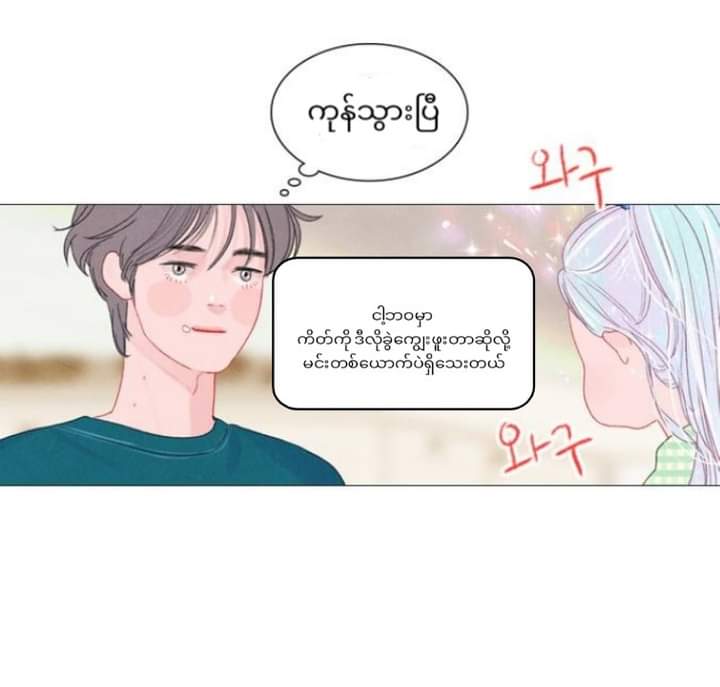 ကုန်သွားပြီ
와구
ငါ့ဘဝမှာ
ကိတ်ကို ဒီလိုခွဲကျွေးဖူးတာဆိုလို့
မင်းတစ်ယောက်ပဲရှိသေးတယ်
와구